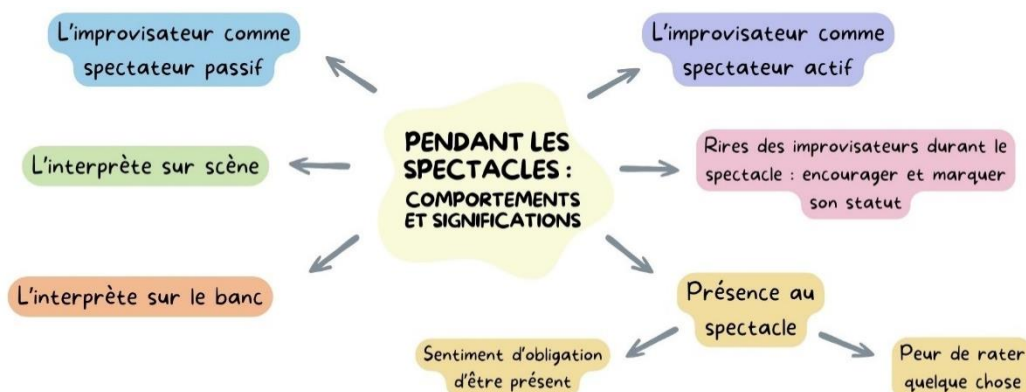 L'improvisateur comme
spectateur passif
L'improvisateur comme
spectateur actif
PENDANT LES
SPECTACLES :
COMPORTEMENTS
ET SIGNIFICATIONS
L'interprète sur scène
Rires des improvisateurs durant le
spectacle : encourager et marquer
son statut
L'interprète sur le banc
Présence au
spectacle
Sentiment d'obligation
d'être présent
Peur de rater
quelque chose